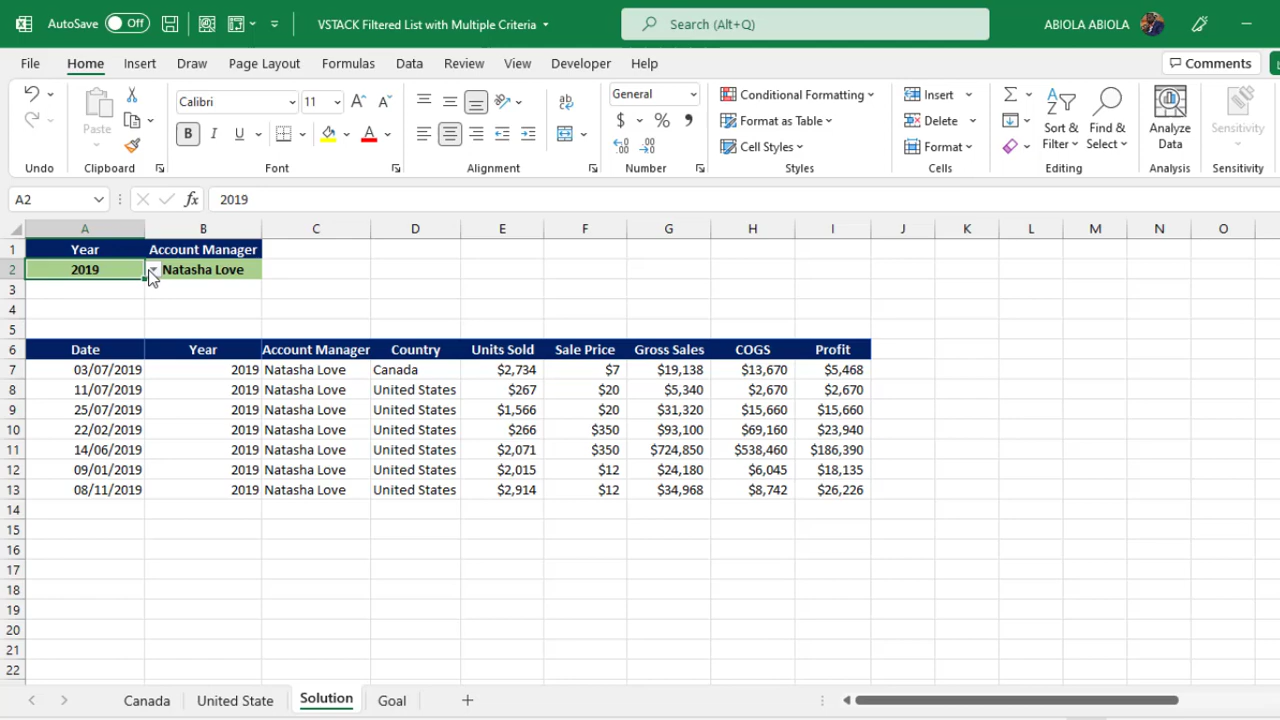 AutoSave Off VSTACK Filtered List with Multiple Criteria Search (Alt+Q) ABIOLA ABIOLA
File Home Insert Draw Page Layout Formulas Data Review View Developer Help Comments
Calibri 11 General Conditional Formatting Insert
Paste B I U A $ % Format as Table Delete Sort & Filter Find & Select Analyze Data Sensitivity
Cell Styles Format
Undo Clipboard Font Alignment Number Styles Cells Editing Analysis Sensitivity
A2 fx 2019
A B C D E F G H I J K L M N O
1 Year Account Manager
2 2019 Natasha Love
3
4
5
6 Date Year Account Manager Country Units Sold Sale Price Gross Sales COGS Profit
7 03/07/2019 2019 Natasha Love Canada $2,734 $7 $19,138 $13,670 $5,468
8 11/07/2019 2019 Natasha Love United States $267 $20 $5,340 $2,670 $2,670
9 25/07/2019 2019 Natasha Love United States $1,566 $20 $31,320 $15,660 $15,660
10 22/02/2019 2019 Natasha Love United States $266 $350 $93,100 $69,160 $23,940
11 14/06/2019 2019 Natasha Love United States $2,071 $350 $724,850 $538,460 $186,390
12 09/01/2019 2019 Natasha Love United States $2,015 $12 $24,180 $6,045 $18,135
13 08/11/2019 2019 Natasha Love United States $2,914 $12 $34,968 $8,742 $26,226
14
15
16
17
18
19
20
21
22
Canada United State Solution Goal